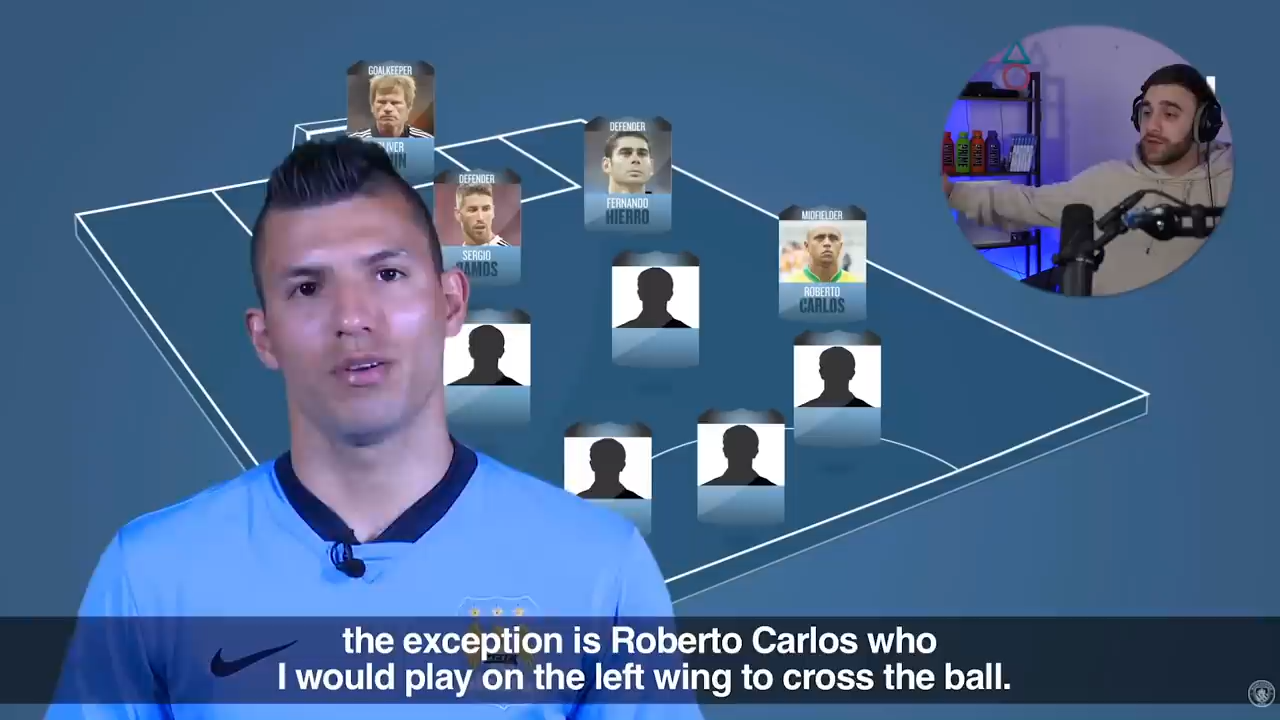 GOALKEEPER
DEFENDER
FERNANDO
HIERRO
DEFENDER
SERGIO
MIDFIELDER
ROBERTO
CARLOS
the exception is Roberto Carlos who
I would play on the left wing to cross the ball.